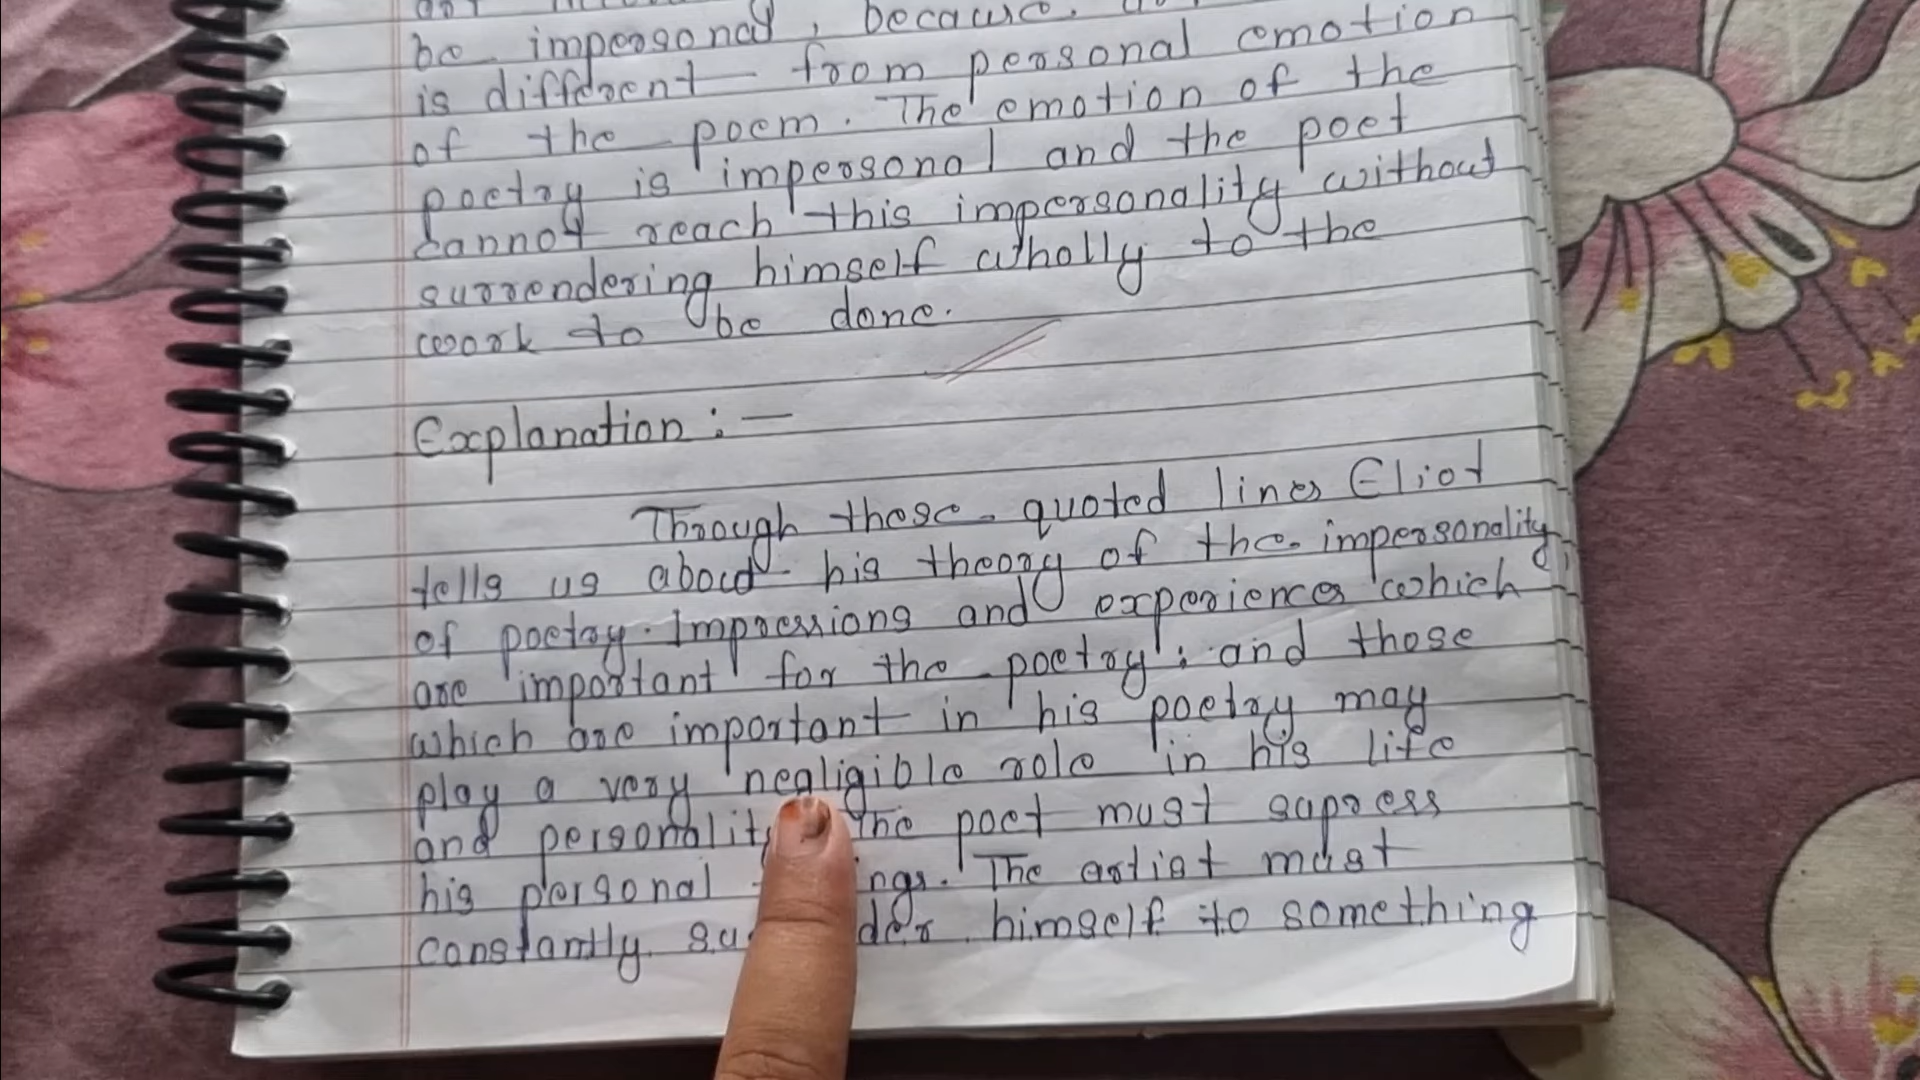 be impersonal, because.
is different from personal emotion
of the poem. The emotion of the
poetry is impersonal and the poet
cannot reach this impersonality without
surrendering himself wholly to the
work to be done.
Explanation :-
Through these quoted lines Eliot
tells us about his theory of the impersonality
of poetry. Impressions and experiences which
are important for the poetry; and those
which are important in his poetry may
play a very negligible role in his life
and personality The poet must supress
his personal ings. The artist must
constantly su der himself to something